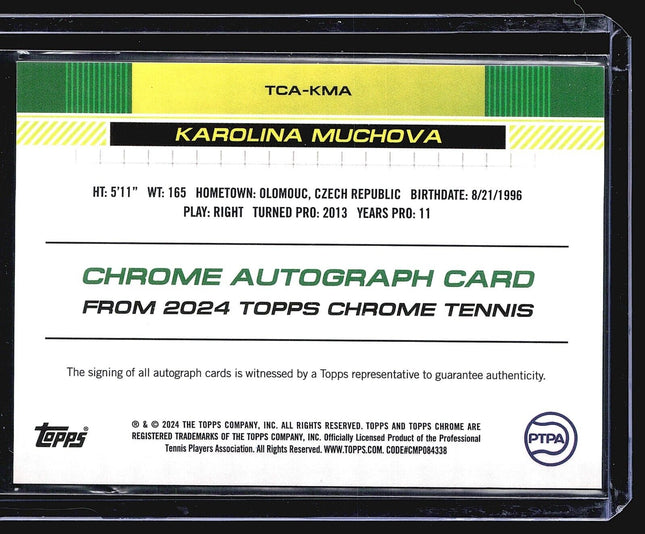 TCA-KMA
KAROLINA MUCHOVA
HT: 5'11" WT: 165 HOMETOWN: OLOMOUC, CZECH REPUBLIC BIRTHDATE: 8/21/1996
PLAY: RIGHT TURNED PRO: 2013 YEARS PRO: 11
CHROME AUTOGRAPH CARD
FROM 2024 TOPPS CHROME TENNIS
The signing of all autograph cards is witnessed by a Topps representative to guarantee authenticity.
topps
® & © 2024 THE TOPPS COMPANY, INC. ALL RIGHTS RESERVED. TOPPS AND TOPPS CHROME ARE
REGISTERED TRADEMARKS OF THE TOPPS COMPANY, INC. Officially Licensed Product of the Professional
Tennis Players Association. All Rights Reserved. WWW.TOPPS.COM. CODE#CMP084338
PTPA